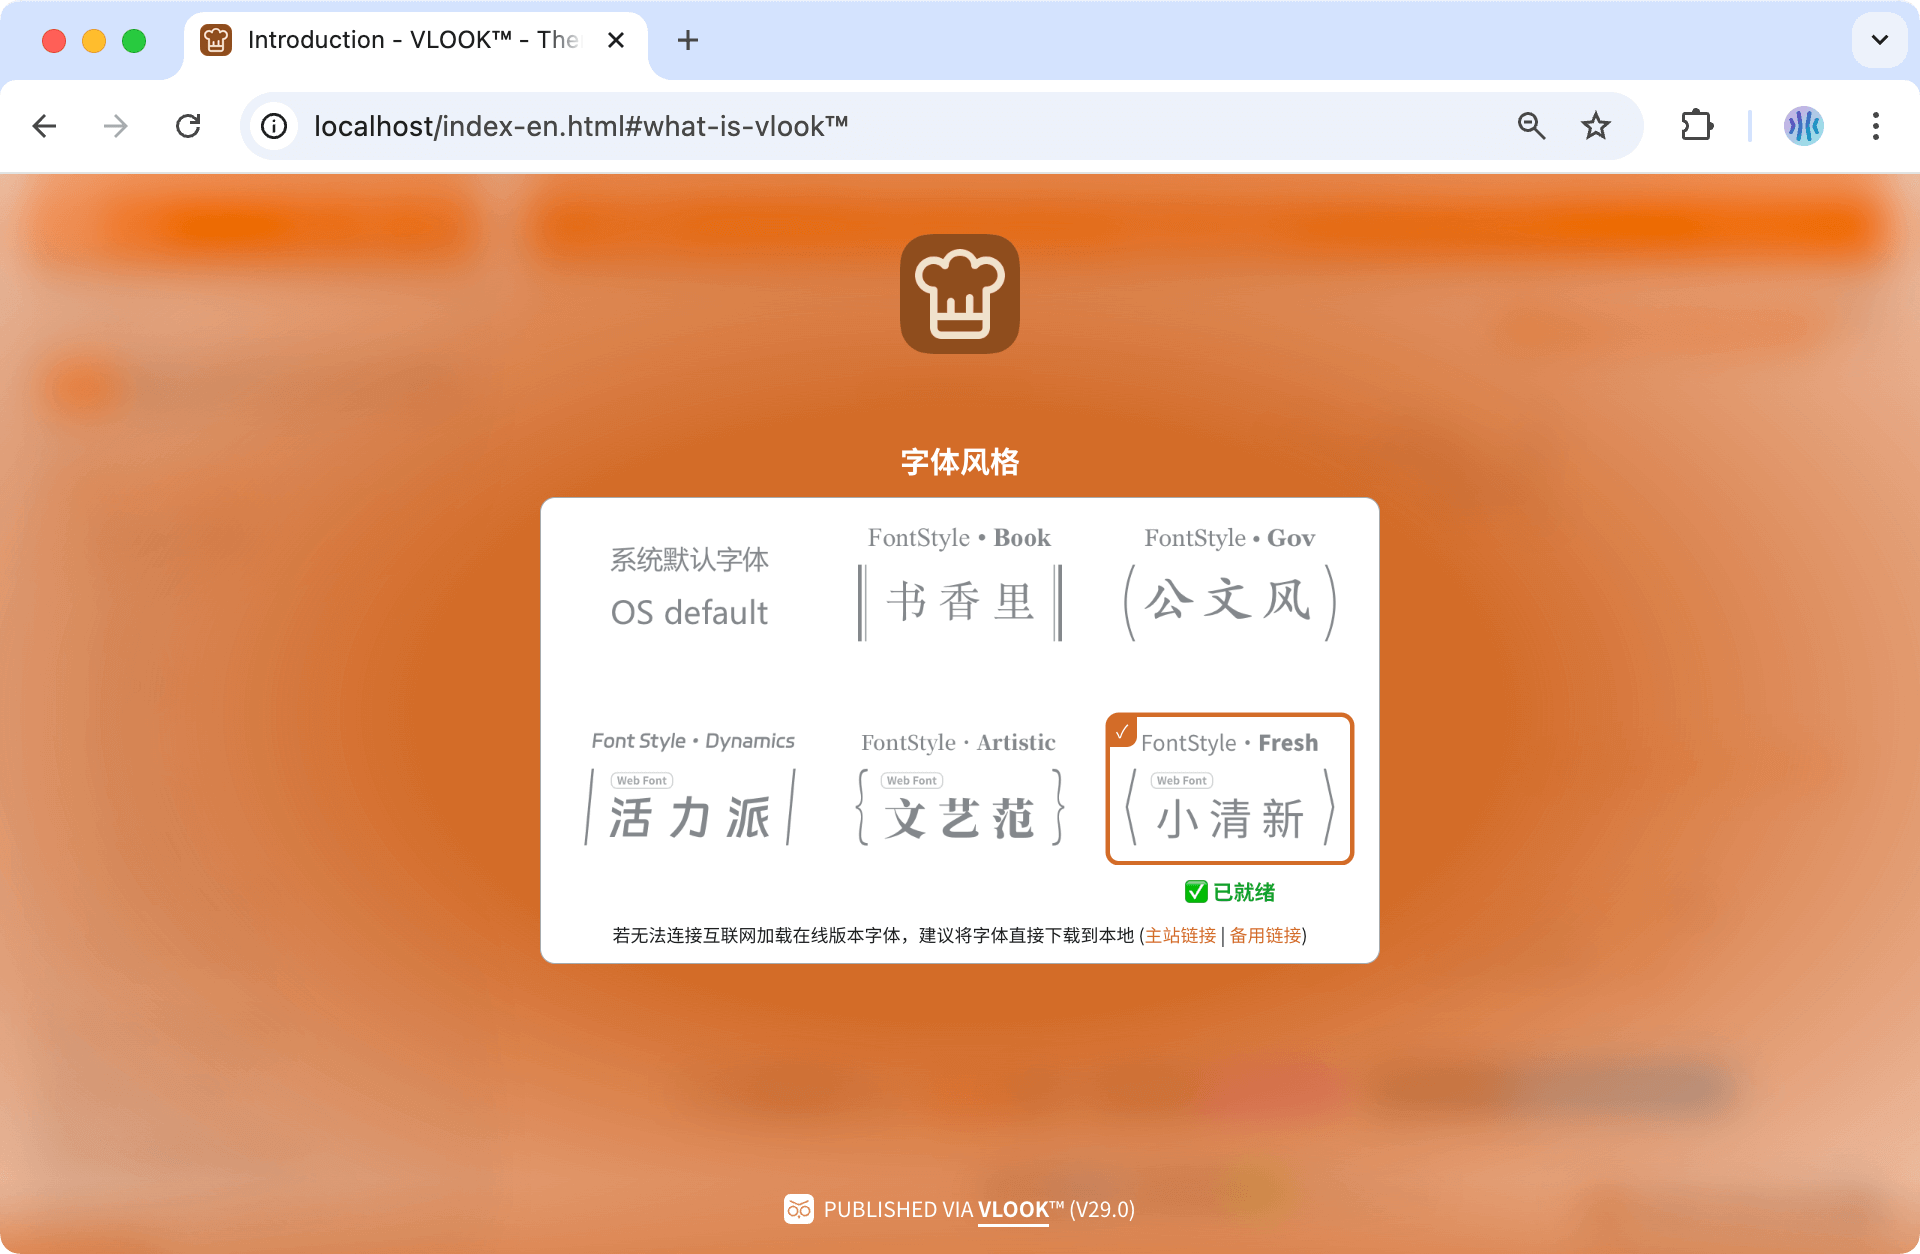 Introduction - VLOOK™ - The
localhost/index-en.html#what-is-vlook™
字体风格
系统默认字体
OS default
FontStyle • Book
书香里
FontStyle • Gov
公文风
Font Style • Dynamics
Web Font
活力派
FontStyle · Artistic
Web Font
文艺范
FontStyle · Fresh
Web Font
小清新
已就绪
若无法连接互联网加载在线版本字体，建议将字体直接下载到本地 (主站链接 | 备用链接)
PUBLISHED VIA VLOOK™ (V29.0)